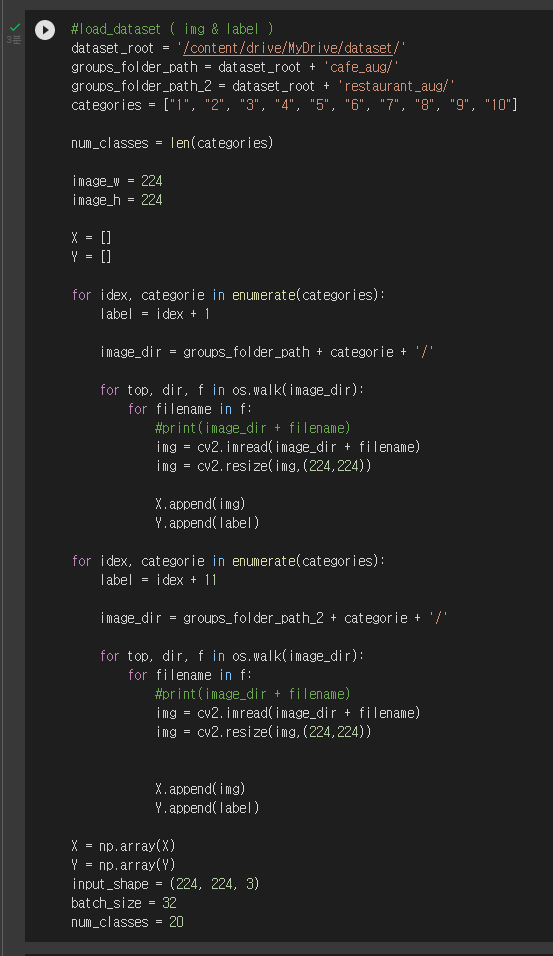 #load_dataset ( img & label )
dataset_root = '/content/drive/MyDrive/dataset/'
groups_folder_path = dataset_root + 'cafe_aug/'
groups_folder_path_2 = dataset_root + 'restaurant_aug/'
categories = ["1", "2", "3", "4", "5", "6", "7", "8", "9", "10"]

num_classes = len(categories)

image_w = 224
image_h = 224

X = []
Y = []

for idex, categorie in enumerate(categories):
    label = idex + 1

    image_dir = groups_folder_path + categorie + '/'

    for top, dir, f in os.walk(image_dir):
        for filename in f:
            #print(image_dir + filename)
            img = cv2.imread(image_dir + filename)
            img = cv2.resize(img,(224,224))

            X.append(img)
            Y.append(label)

for idex, categorie in enumerate(categories):
    label = idex + 11

    image_dir = groups_folder_path_2 + categorie + '/'

    for top, dir, f in os.walk(image_dir):
        for filename in f:
            #print(image_dir + filename)
            img = cv2.imread(image_dir + filename)
            img = cv2.resize(img,(224,224))


            X.append(img)
            Y.append(label)

X = np.array(X)
Y = np.array(Y)
input_shape = (224, 224, 3)
batch_size = 32
num_classes = 20
3분